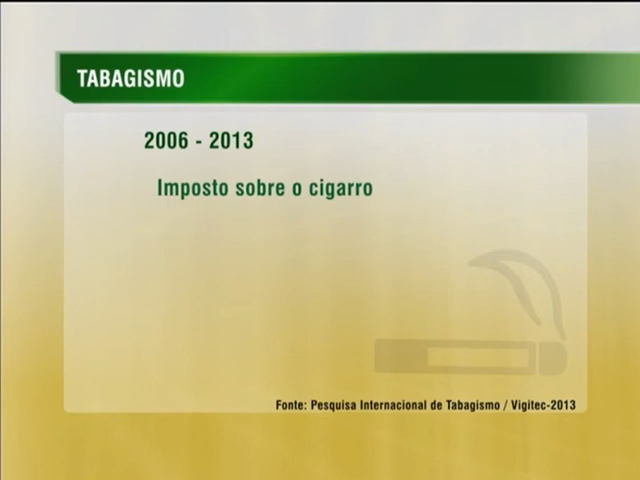 TABAGISMO
2006 - 2013
Imposto sobre o cigarro
Fonte: Pesquisa Internacional de Tabagismo / Vigitec-2013